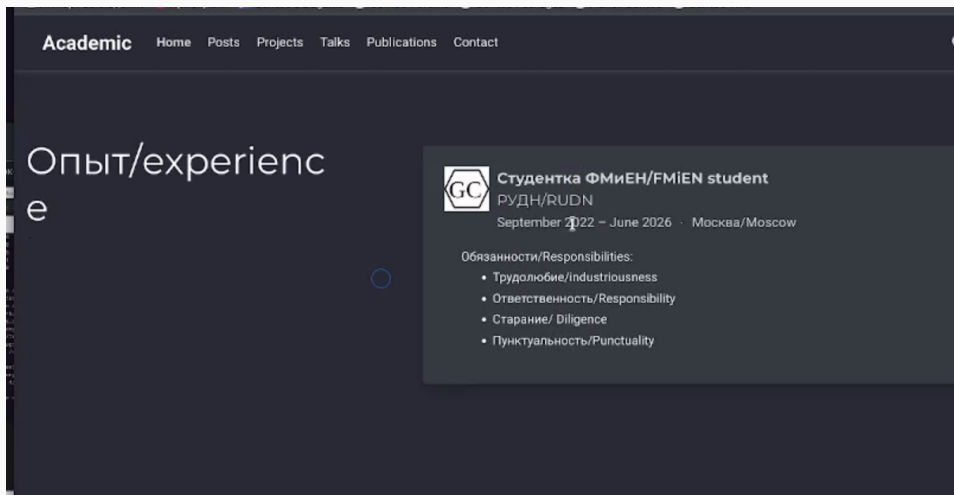 Academic Home Posts Projects Talks Publications Contact
Опыт/experienc
e
GC
Студентка ФМиЕН/FMiEN student
РУДН/RUDN
September 2022 – June 2026 · Москва/Moscow
Обязанности/Responsibilities:
• Трудолюбие/industriousness
• Ответственность/Responsibility
• Старание/ Diligence
• Пунктуальность/Punctuality